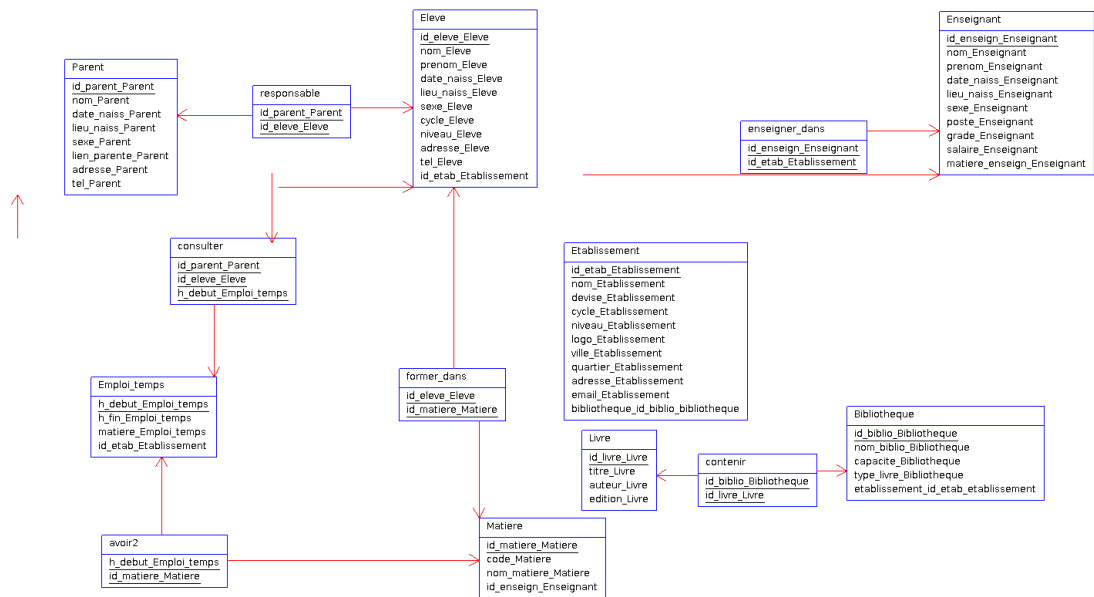 Eleve
id_eleve_Eleve
nom_Eleve
prenom_Eleve
date_naiss_Eleve
lieu_naiss_Eleve
sexe_Eleve
cycle_Eleve
niveau_Eleve
adresse_Eleve
tel_Eleve
id_etab_Etablissement
Enseignant
id_enseign_Enseignant
nom_Enseignant
prenom_Enseignant
date_naiss_Enseignant
lieu_naiss_Enseignant
sexe_Enseignant
poste_Enseignant
grade_Enseignant
salaire_Enseignant
matiere_enseign_Enseignant
Parent
id_parent_Parent
nom_Parent
date_naiss_Parent
lieu_naiss_Parent
sexe_Parent
lien_parente_Parent
adresse_Parent
tel_Parent
responsable
id_parent_Parent
id_eleve_Eleve
enseigner_dans
id_enseign_Enseignant
id_etab_Etablissement
consulter
id_parent_Parent
id_eleve_Eleve
h_debut_Emploi_temps
Etablissement
id_etab_Etablissement
nom_Etablissement
devise_Etablissement
cycle_Etablissement
niveau_Etablissement
logo_Etablissement
ville_Etablissement
quartier_Etablissement
adresse_Etablissement
email_Etablissement
bibliotheque_id_biblio_bibliotheque
Emploi_temps
h_debut_Emploi_temps
h_fin_Emploi_temps
matiere_Emploi_temps
id_etab_Etablissement
former_dans
id_eleve_Eleve
id_matiere_Matiere
Livre
id_livre_Livre
titre_Livre
auteur_Livre
edition_Livre
contenir
id_biblio_Bibliotheque
id_livre_Livre
Bibliotheque
id_biblio_Bibliotheque
nom_biblio_Bibliotheque
capacite_Bibliotheque
type_livre_Bibliotheque
etablissement_id_etab_etablissement
avoir2
h_debut_Emploi_temps
id_matiere_Matiere
Matiere
id_matiere_Matiere
code_Matiere
nom_matiere_Matiere
id_enseign_Enseignant